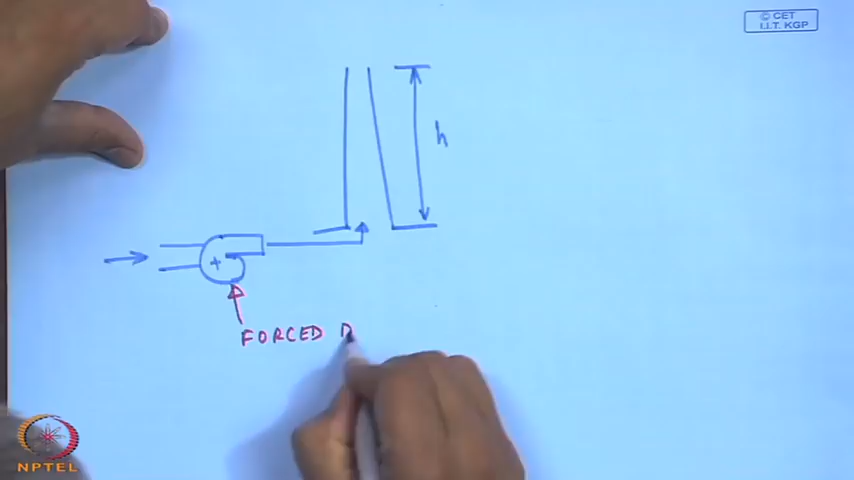 © CET
I.I.T. KGP
h
+
FORCED D
NPTEL